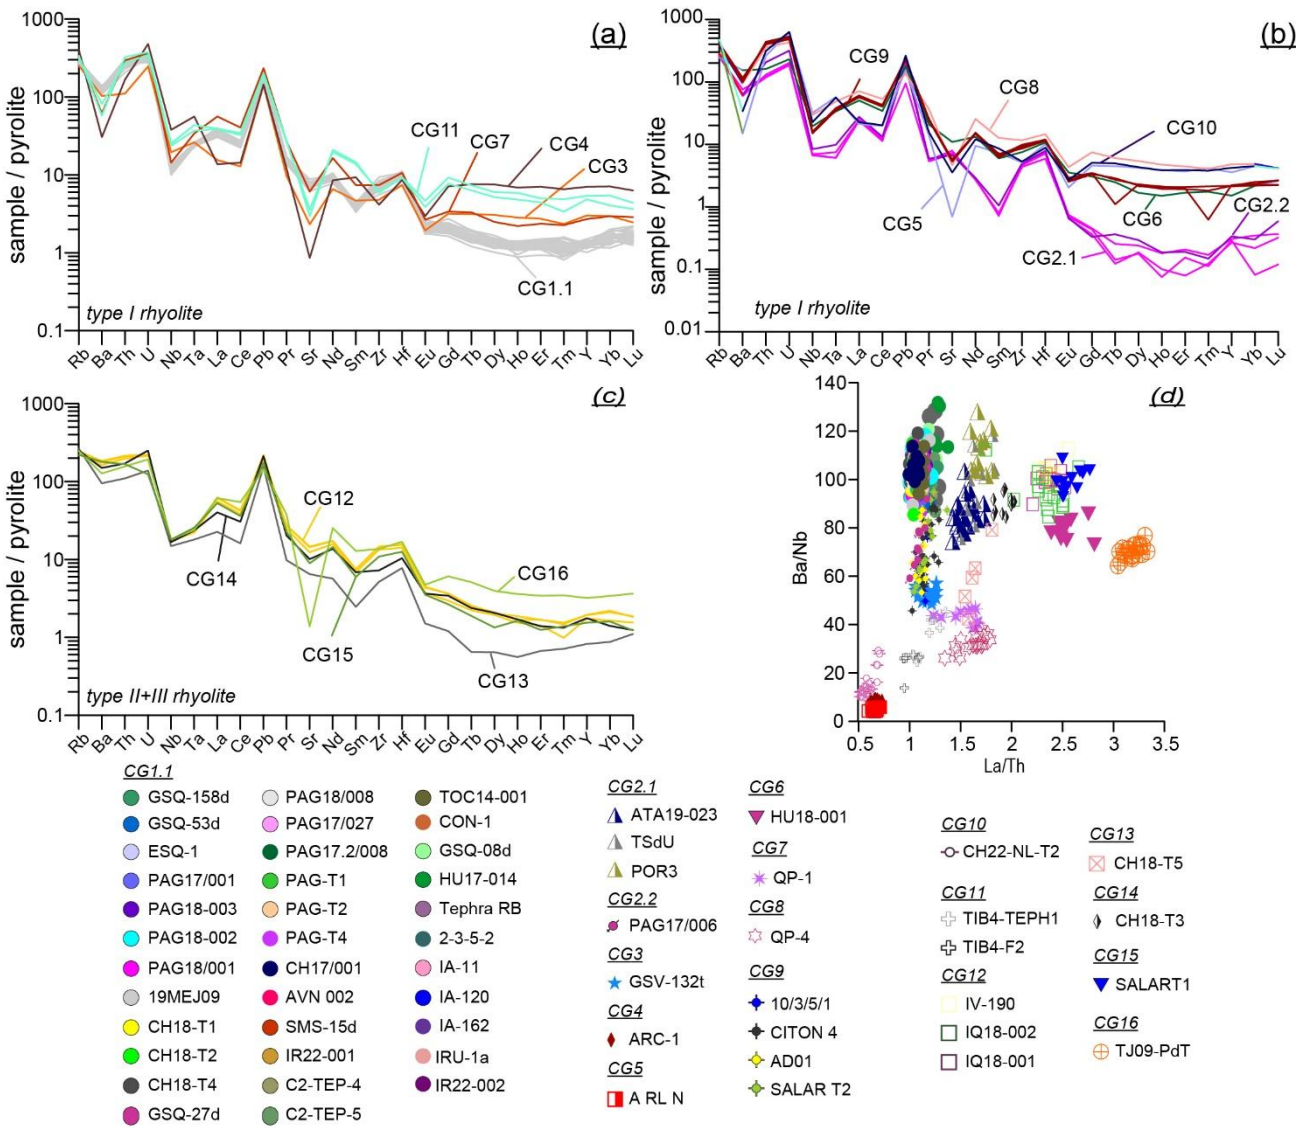 (a)
1000
100
10
1
0.1
sample / pyrolite
CG11
CG7
CG4
CG3
CG1.1
type I rhyolite
Rb Ba Th U Nb Ta La Ce Pb Pr Sr Nd Sm Zr Hf Eu Gd Tb Dy Ho Er Tm Y Yb Lu
(b)
1000
100
10
1
0.1
0.01
sample / pyrolite
CG9
CG8
CG10
CG5
CG6
CG2.2
CG2.1
type I rhyolite
Rb Ba Th U Nb Ta La Ce Pb Pr Sr Nd Sm Zr Hf Eu Gd Tb Dy Ho Er Tm Y Yb Lu
(c)
1000
100
10
1
0.1
sample / pyrolite
CG12
CG14
CG16
CG15
CG13
type II+III rhyolite
Rb Ba Th U Nb Ta La Ce Pb Pr Sr Nd Sm Zr Hf Eu Gd Tb Dy Ho Er Tm Y Yb Lu
(d)
140
120
100
80
60
40
20
0
Ba/Nb
0.5 1 1.5 2 2.5 3 3.5
La/Th
CG1.1
GSQ-158d
GSQ-53d
ESQ-1
PAG17/001
PAG18-003
PAG18-002
PAG18/001
19MEJ09
CH18-T1
CH18-T2
CH18-T4
GSQ-27d
PAG18/008
PAG17/027
PAG17.2/008
PAG-T1
PAG-T2
PAG-T4
CH17/001
AVN 002
SMS-15d
IR22-001
C2-TEP-4
C2-TEP-5
TOC14-001
CON-1
GSQ-08d
HU17-014
Tephra RB
2-3-5-2
IA-11
IA-120
IA-162
IRU-1a
IR22-002
CG2.1
ATA19-023
TSdU
POR3
CG2.2
PAG17/006
CG3
GSV-132t
CG4
ARC-1
CG5
A RL N
CG6
HU18-001
CG7
QP-1
CG8
QP-4
CG9
10/3/5/1
CITON 4
AD01
SALAR T2
CG10
CH22-NL-T2
CG11
TIB4-TEPH1
TIB4-F2
CG12
IV-190
IQ18-002
IQ18-001
CG13
CH18-T5
CG14
CH18-T3
CG15
SALART1
CG16
TJ09-PdT